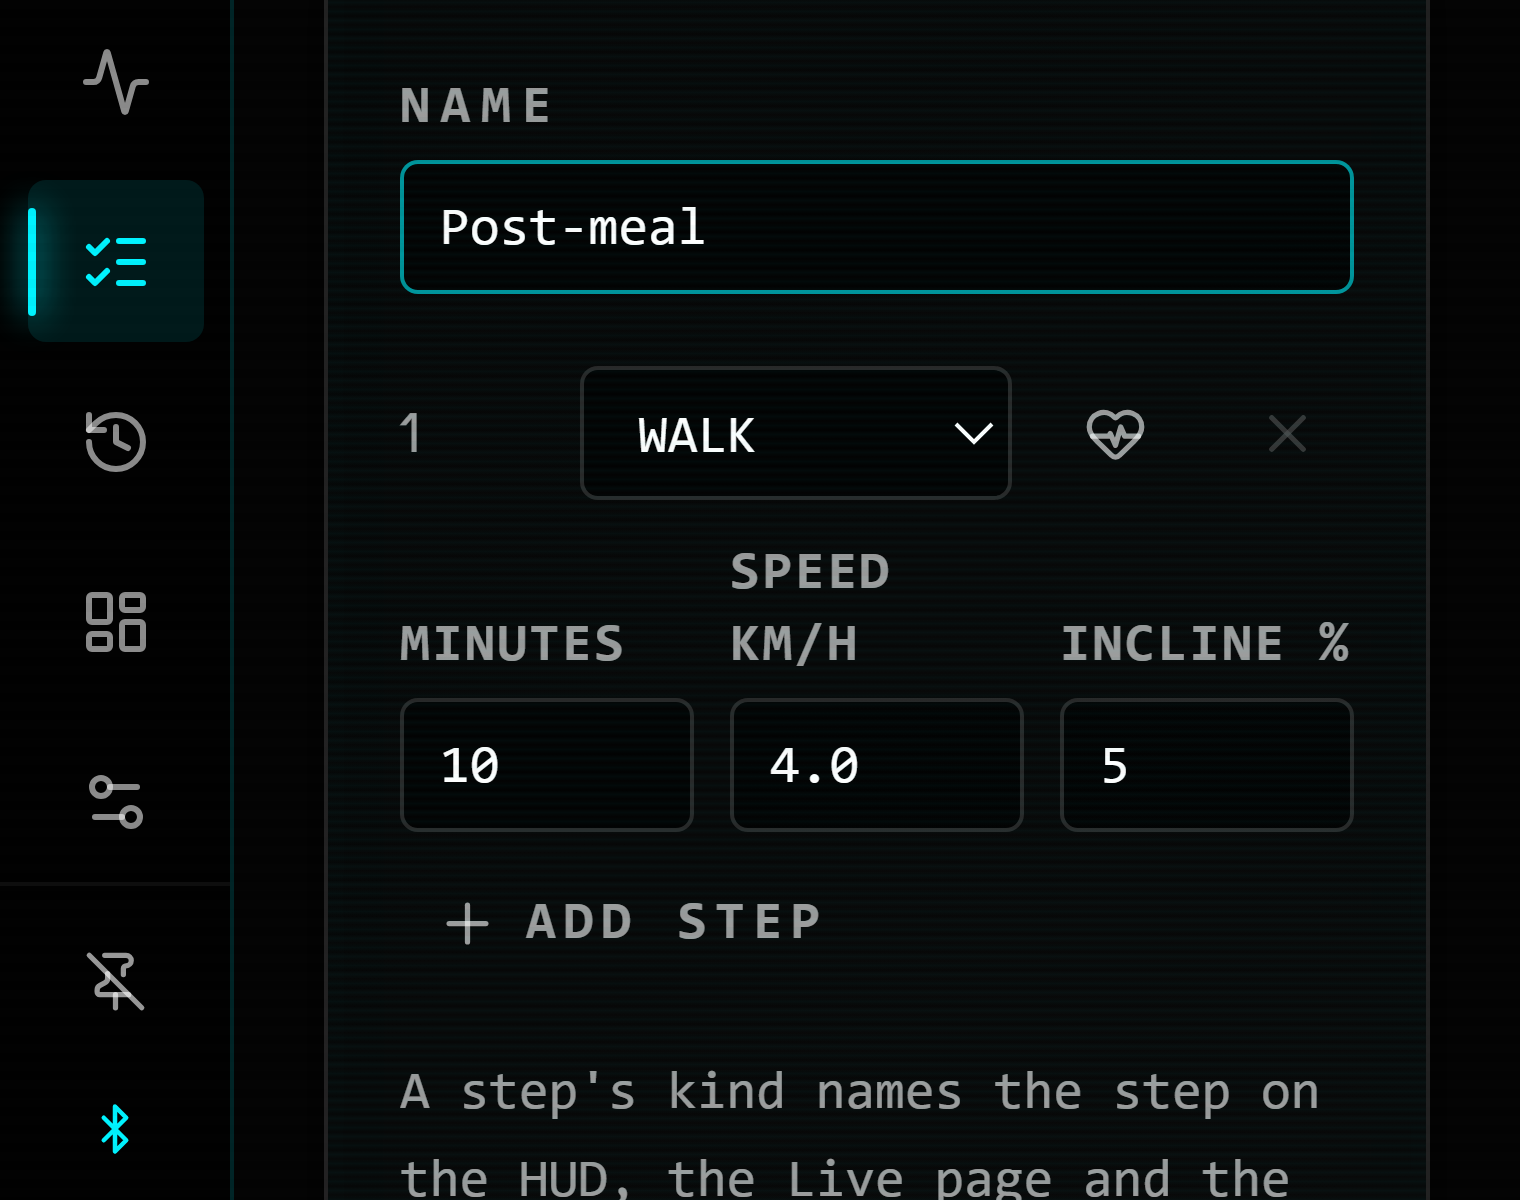 NAME
Post-meal
1 WALK
SPEED
MINUTES KM/H INCLINE %
10 4.0 5
+ ADD STEP
A step's kind names the step on
the HUD, the Live page and the